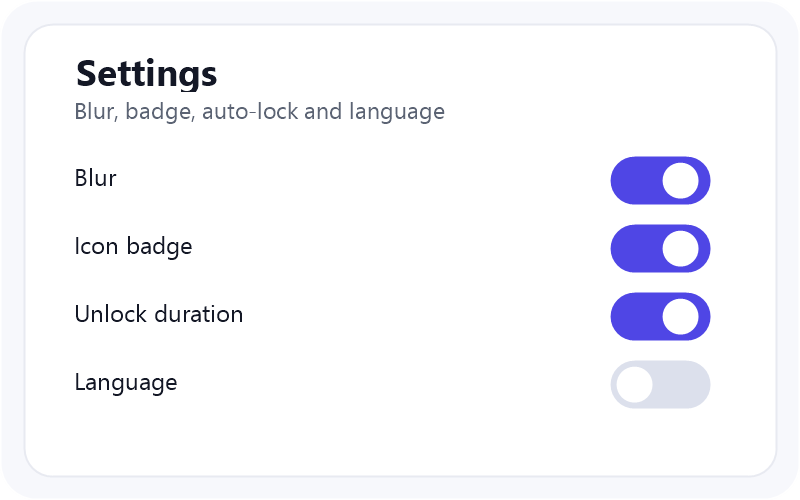 Settings
Blur, badge, auto-lock and language
Blur
Icon badge
Unlock duration
Language